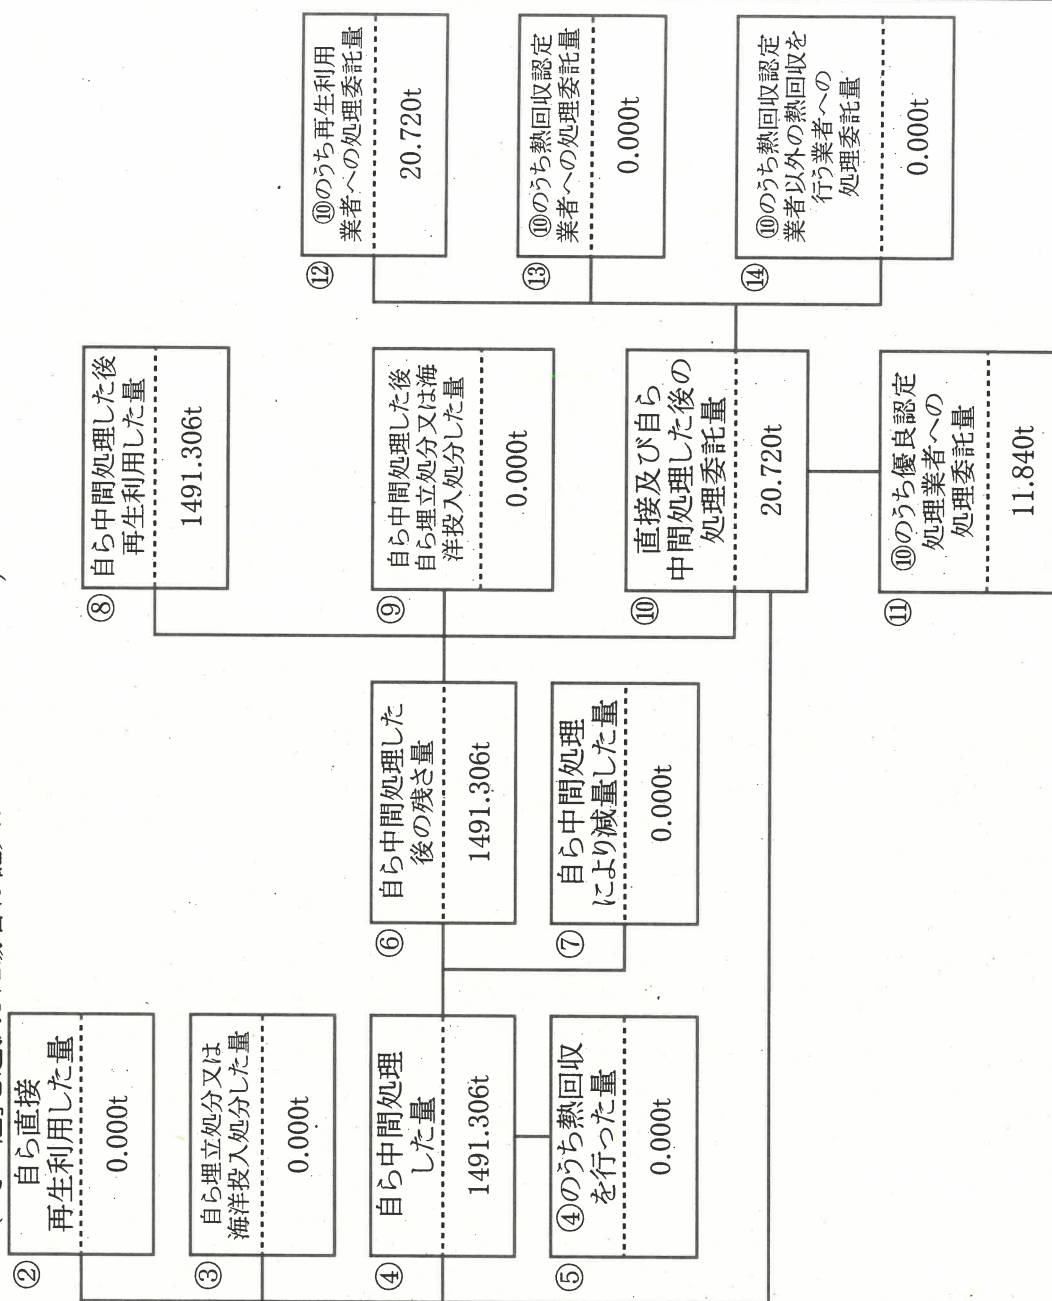 ②
自ら直接
再生利用した量
0.000t
③
自ら埋立処分又は
海洋投入処分した量
0.000t
④
自ら中間処理
した量
1491.306t
⑤
④のうち熱回収
を行った量
0.000t
⑥
自ら中間処理した
後の残さ量
1491.306t
⑦
自ら中間処理
により減量した量
0.000t
⑧
自ら中間処理した後
再生利用した量
1491.306t
⑨
自ら中間処理した後
自ら埋立処分又は海
洋投入処分した量
0.000t
⑩
直接及び自ら
中間処理した後の
処理委託量
20.720t
⑪
⑩のうち優良認定
処理業者への
処理委託量
11.840t
⑫
⑩のうち再生利用
業者への処理委託量
20.720t
⑬
⑩のうち熱回収認定
業者への処理委託量
0.000t
⑭
⑩のうち熱回収認定
業者以外の熱回収を
行う業者への
処理委託量
0.000t